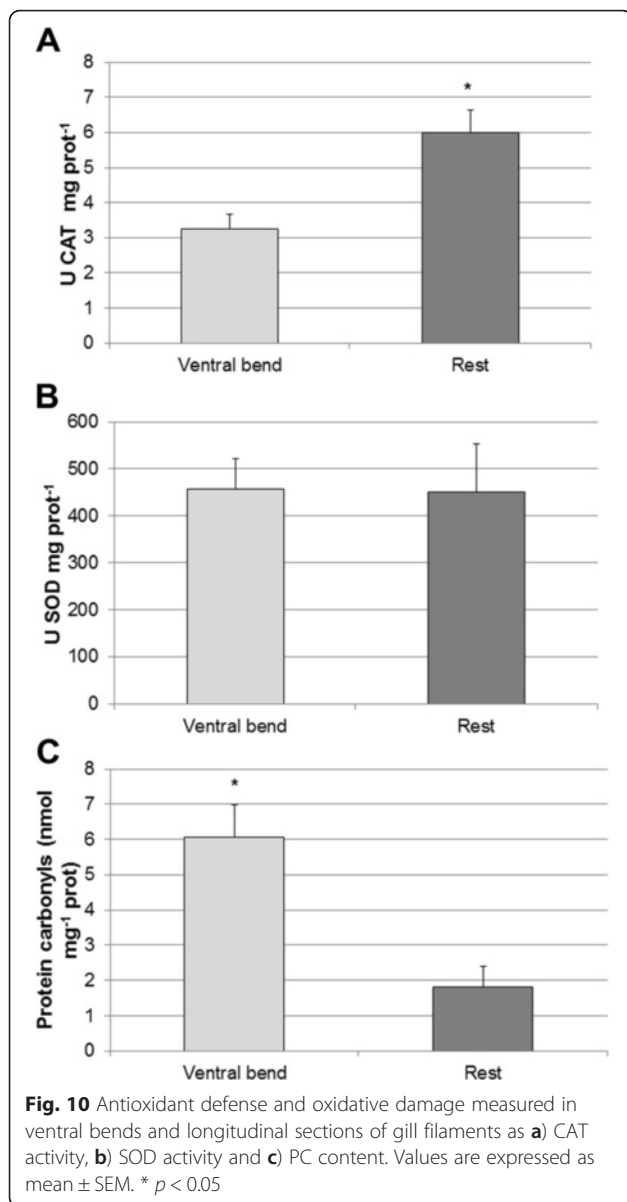 A
U CAT mg prot⁻¹
8
7
6
5
4
3
2
1
0
*
Ventral bend
Rest
B
U SOD mg prot⁻¹
600
500
400
300
200
100
0
Ventral bend
Rest
C
Protein carbonyls (nmol
mg⁻¹ prot)
8
7
6
5
4
3
2
1
0
*
Ventral bend
Rest
Fig. 10 Antioxidant defense and oxidative damage measured in
ventral bends and longitudinal sections of gill filaments as a) CAT
activity, b) SOD activity and c) PC content. Values are expressed as
mean ± SEM. * p < 0.05